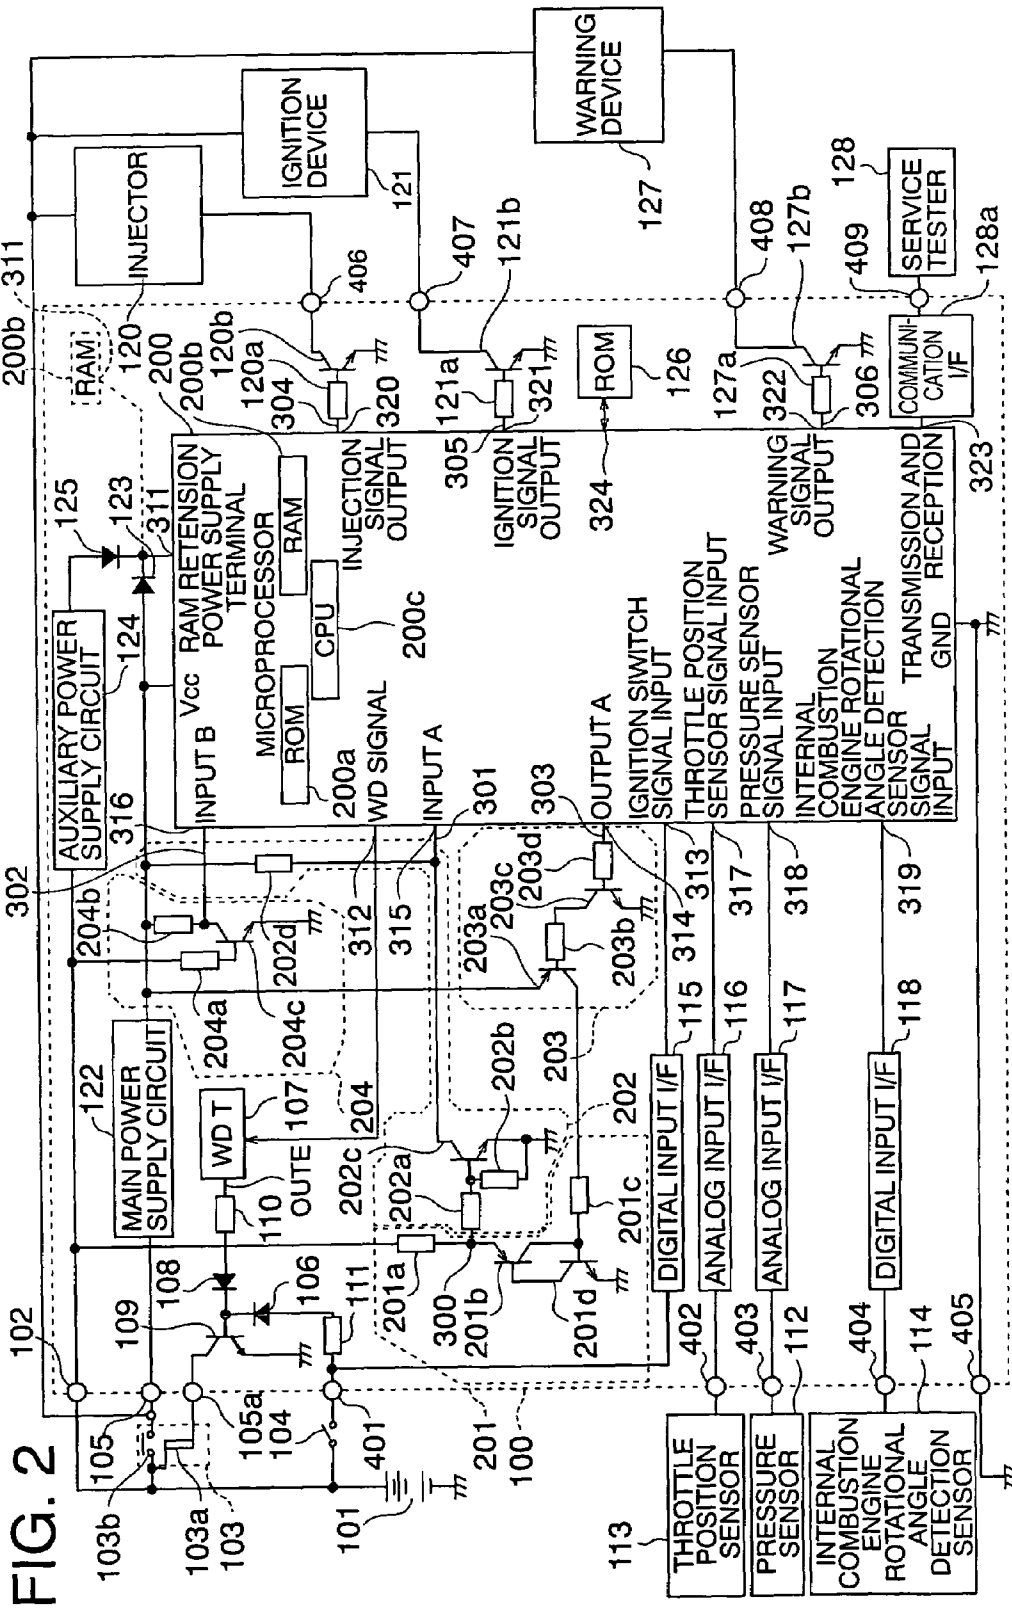 FIG. 2
103b
103a
103
101
105
105a
104
401
102
109
108
106
111
110
OUTE
WD T
107
122
MAIN POWER
SUPPLY CIRCUIT
204
204a
204b
204c
202d
302
316
AUXILIARY POWER
SUPPLY CIRCUIT
124
125
123
311
RAM
200b
311
120
200
200b
INJECTOR
IGNITION
DEVICE
121
WARNING
DEVICE
127
406
407
408
409
128
SERVICE
TESTER
128a
COMMUNI-
CATION
I/F
120b
120a
304
320
121b
121a
305
321
ROM
126
324
127b
127a
322
306
323
Vcc
RAM RETENSION
POWER SUPPLY
TERMINAL
INPUT B
MICROPROCESSOR
ROM
CPU
RAM
200a
200c
WD SIGNAL
INPUT A
OUTPUT A
INJECTION
SIGNAL
OUTPUT
IGNITION
SIGNAL
OUTPUT
WARNING
SIGNAL
OUTPUT
TRANSMISSION AND
RECEPTION
GND
IGNITION SIWITCH
SIGNAL INPUT
THROTTLE POSITION
SENSOR SIGNAL INPUT
PRESSURE SENSOR
SIGNAL INPUT
INTERNAL
COMBUSTION
ENGINE ROTATIONAL
ANGLE DETECTION
SENSOR
SIGNAL
INPUT
312
315
301
303
314
313
317
318
319
203a
203c
203d
203b
203
202
202a
202b
202c
201a
300
201b
201c
201d
201
100
DIGITAL INPUT I/F
115
ANALOG INPUT I/F
116
ANALOG INPUT I/F
117
DIGITAL INPUT I/F
118
402
403
112
404
114
405
113
THROTTLE
POSITION
SENSOR
PRESSURE
SENSOR
INTERNAL
COMBUSTION
ENGINE
ROTATIONAL
ANGLE
DETECTION
SENSOR